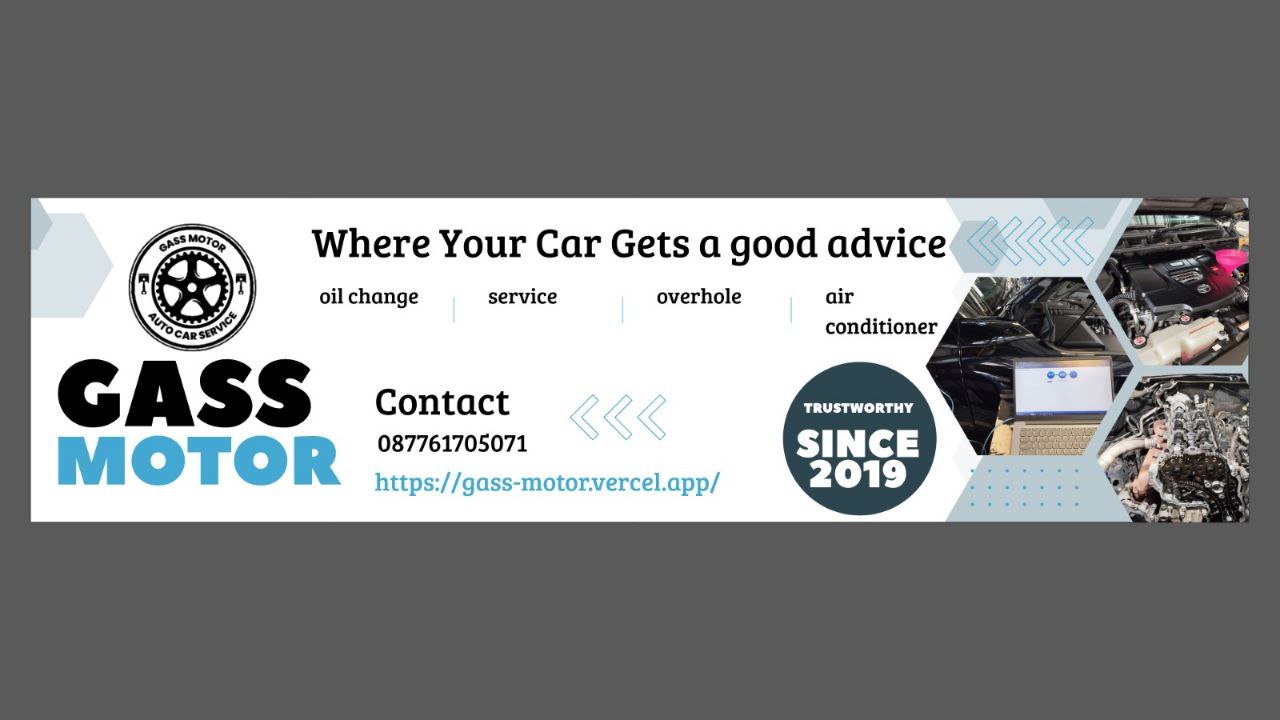 GASS MOTOR
AUTO CAR SERVICE
GASS
MOTOR
Where Your Car Gets a good advice
oil change
service
overhole
air
conditioner
Contact
087761705071
https://gass-motor.vercel.app/
TRUSTWORTHY
SINCE
2019